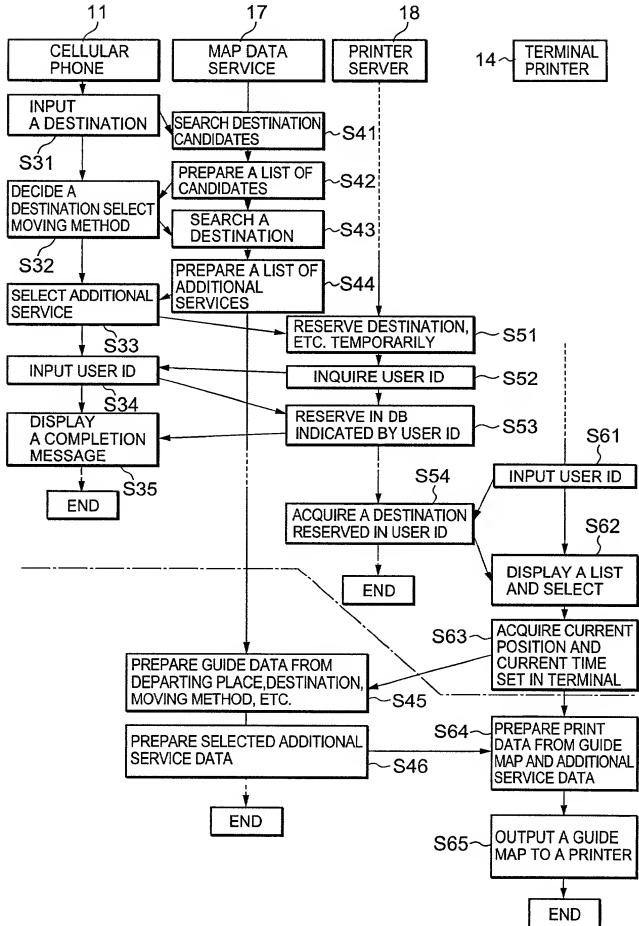 11
17
18
CELLULAR
PHONE
MAP DATA
SERVICE
PRINTER
SERVER
14
TERMINAL
PRINTER
INPUT
A DESTINATION
S31
SEARCH DESTINATION
CANDIDATES
S41
PREPARE A LIST OF
CANDIDATES
S42
DECIDE A
DESTINATION SELECT
MOVING METHOD
S32
SEARCH A
DESTINATION
S43
PREPARE A LIST OF
ADDITIONAL
SERVICES
S44
SELECT ADDITIONAL
SERVICE
S33
RESERVE DESTINATION,
ETC. TEMPORARILY
S51
INPUT USER ID
S34
INQUIRE USER ID
S52
DISPLAY
A COMPLETION
MESSAGE
S35
RESERVE IN DB
INDICATED BY USER ID
S53
END
S61
INPUT USER ID
S54
ACQUIRE A DESTINATION
RESERVED IN USER ID
END
S62
DISPLAY A LIST
AND SELECT
S63
ACQUIRE CURRENT
POSITION AND
CURRENT TIME
SET IN TERMINAL
PREPARE GUIDE DATA FROM
DEPARTING PLACE,DESTINATION,
MOVING METHOD, ETC.
S45
PREPARE SELECTED ADDITIONAL
SERVICE DATA
S46
END
S64
PREPARE PRINT
DATA FROM GUIDE
MAP AND ADDITIONAL
SERVICE DATA
S65
OUTPUT A GUIDE
MAP TO A PRINTER
END